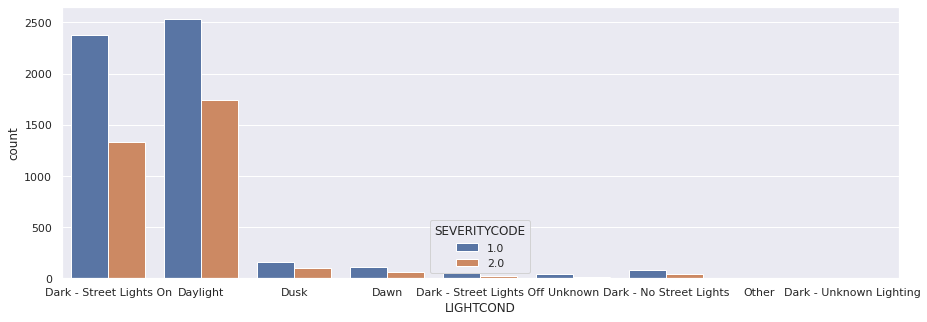 2500
2000
1500
1000
500
0
count
SEVERITYCODE
1.0
2.0
Dark - Street Lights On Daylight Dusk Dawn Dark - Street Lights Off Unknown Dark - No Street Lights Other Dark - Unknown Lighting
LIGHTCOND